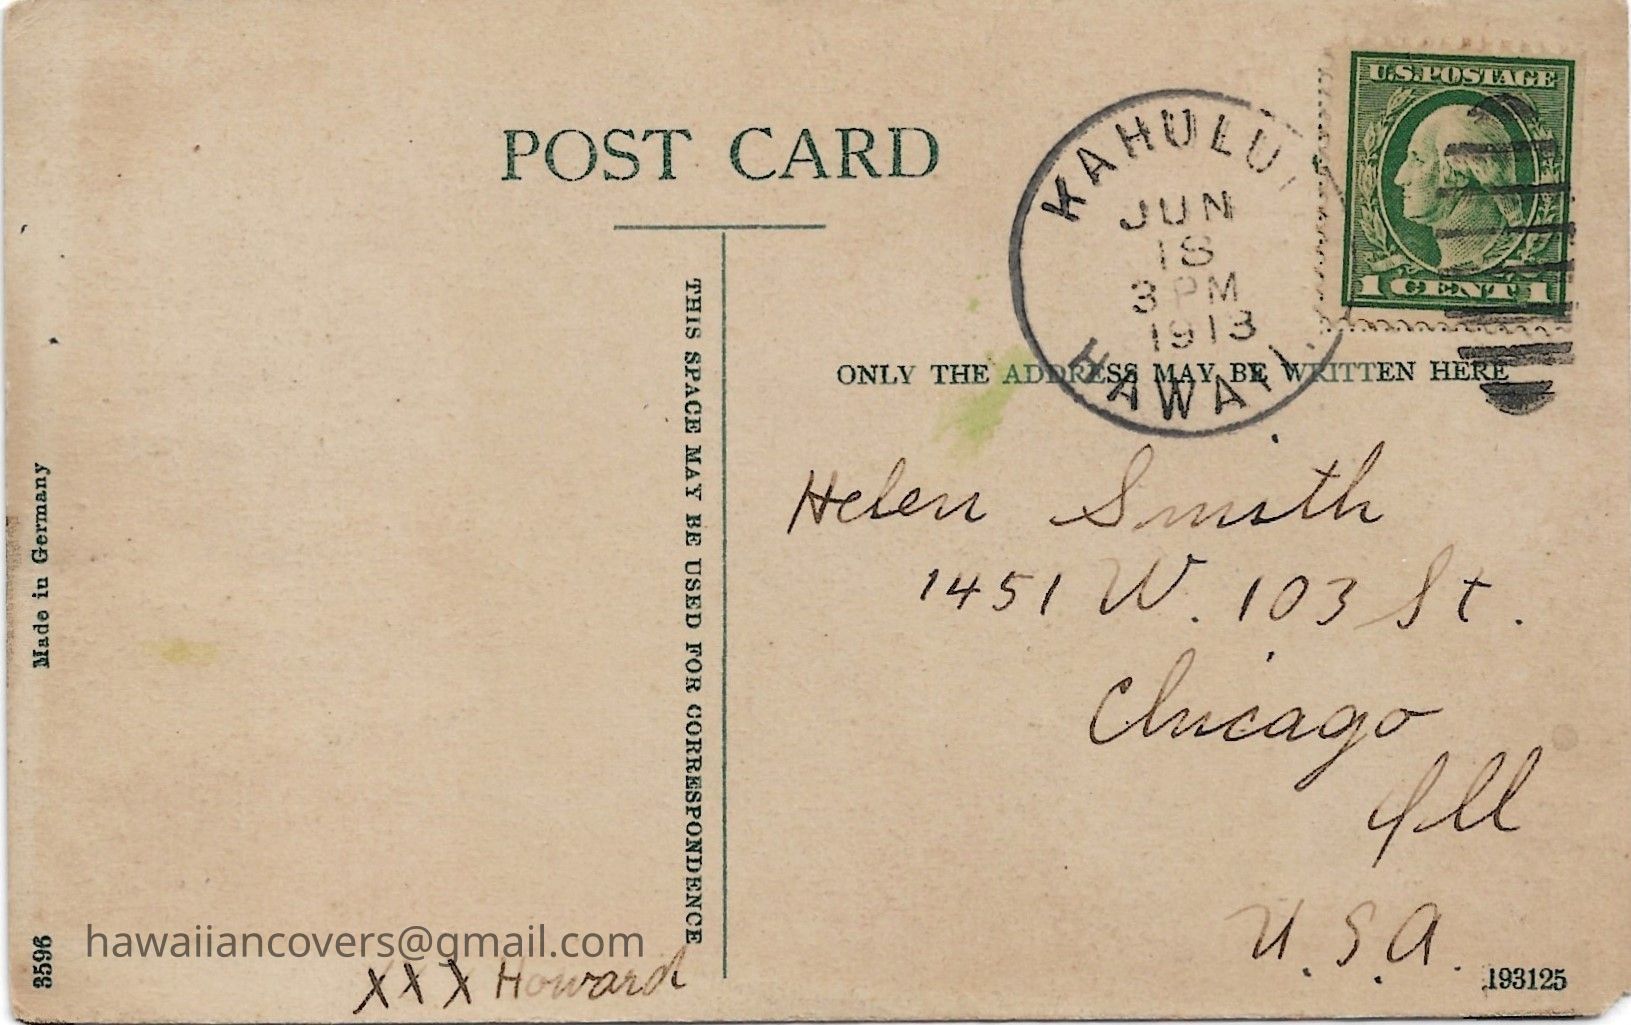 POST CARD
U.S.POSTAGE
1 CENT 1
KAHULUI
JUN
18
3 PM
1913
HAWAII.
THIS SPACE MAY BE USED FOR CORRESPONDENCE
ONLY THE ADDRESS MAY BE WRITTEN HERE
Helen Smith
1451 W. 103 St.
Chicago
Ill
U.S.A.
Made in Germany
3596
hawaiiancovers@gmail.com
XXX Howard
193125